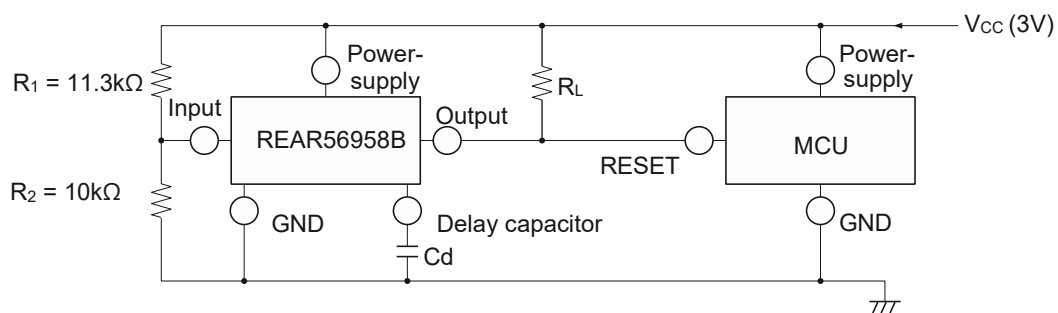 VCC (3V)
Power-
supply
Power-
supply
R1 = 11.3kΩ
RL
Input
Output
REAR56958B
MCU
RESET
R2 = 10kΩ
GND
Delay capacitor
GND
Cd